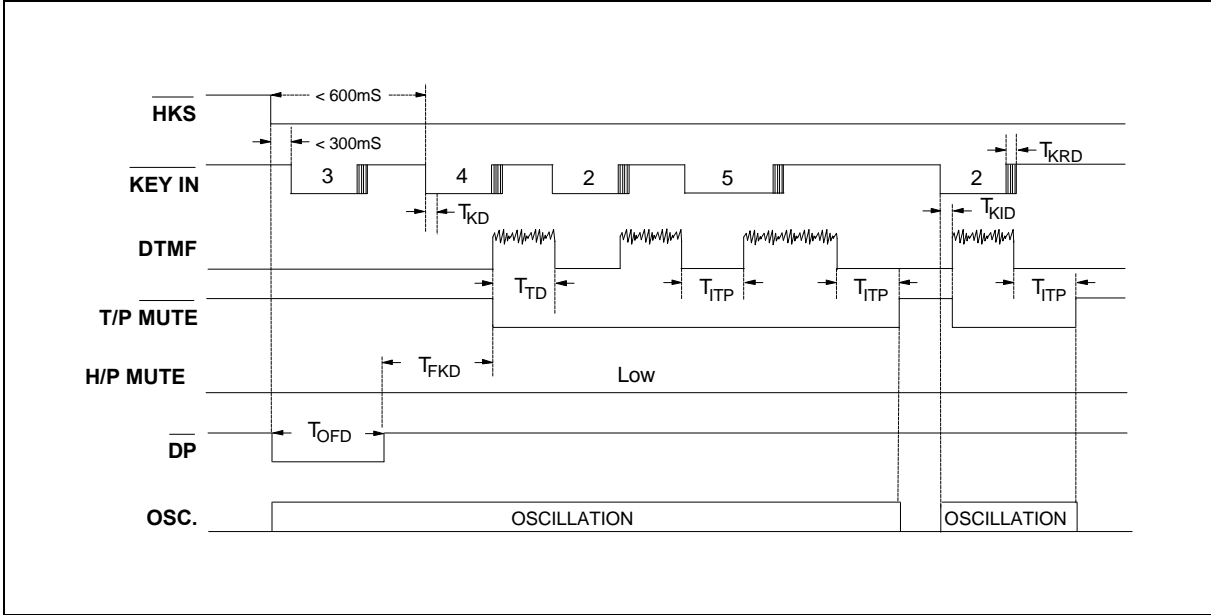 HKS
< 600mS
< 300mS
KEY IN
3
4
2
5
2
TKRD
TKD
TKID
DTMF
TTD
TITP
TITP
TITP
T/P MUTE
TFKD
H/P MUTE
Low
DP
TOFD
OSC.
OSCILLATION
OSCILLATION